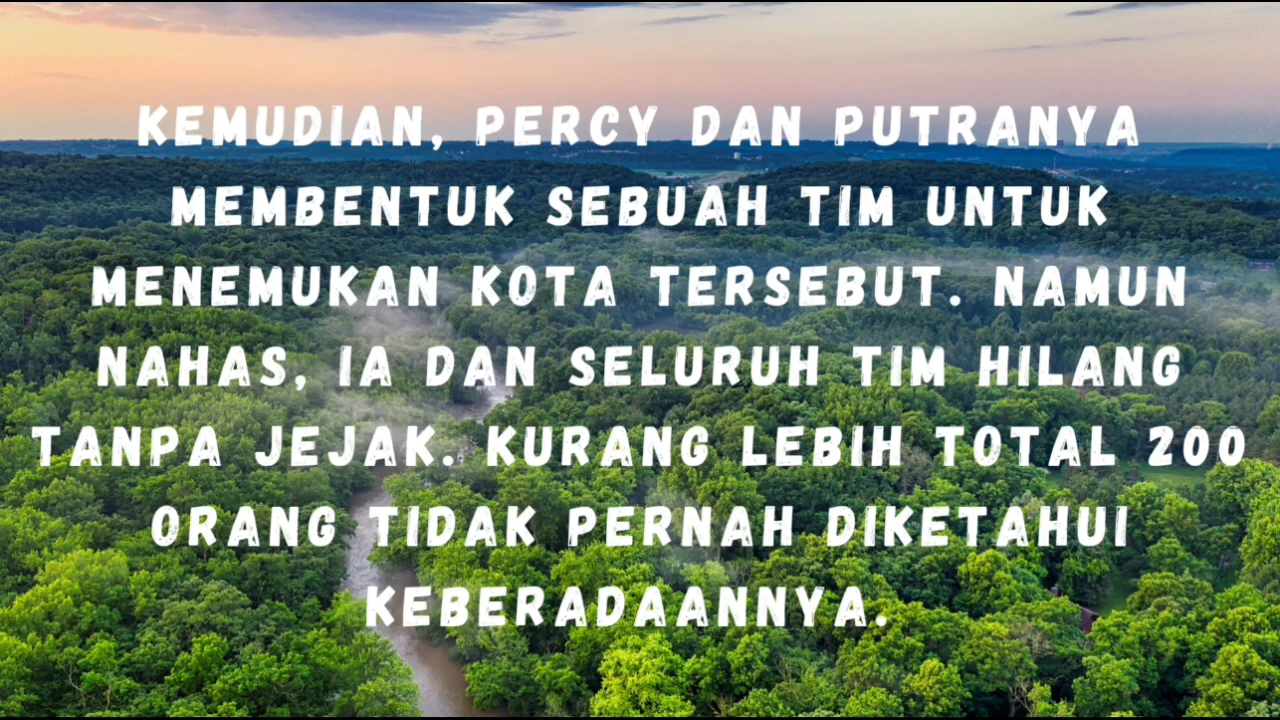 KEMUDIAN, PERCY DAN PUTRANYA
MEMBENTUK SEBUAH TIM UNTUK
MENEMUKAN KOTA TERSEBUT. NAMUN
NAHAS, IA DAN SELURUH TIM HILANG
TANPA JEJAK. KURANG LEBIH TOTAL 200
ORANG TIDAK PERNAH DIKETAHUI
KEBERADAANNYA.